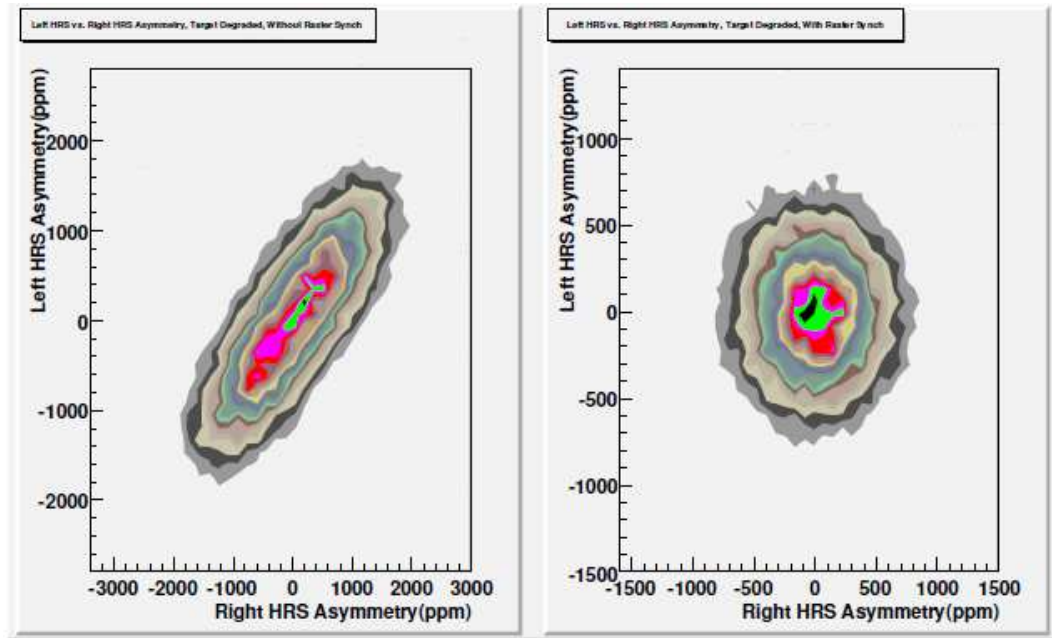 Left HRS vs. Right HRS Asymmetry, Target Degraded, Without Raster Synch
Left HRS Asymmetry(ppm)
2000
1000
0
-1000
-2000
-3000 -2000 -1000 0 1000 2000 3000
Right HRS Asymmetry(ppm)
Left HRS vs. Right HRS Asymmetry, Target Degraded, With Raster Synch
Left HRS Asymmetry(ppm)
1000
500
0
-500
-1000
-1500
-1500 -1000 -500 0 500 1000 1500
Right HRS Asymmetry(ppm)